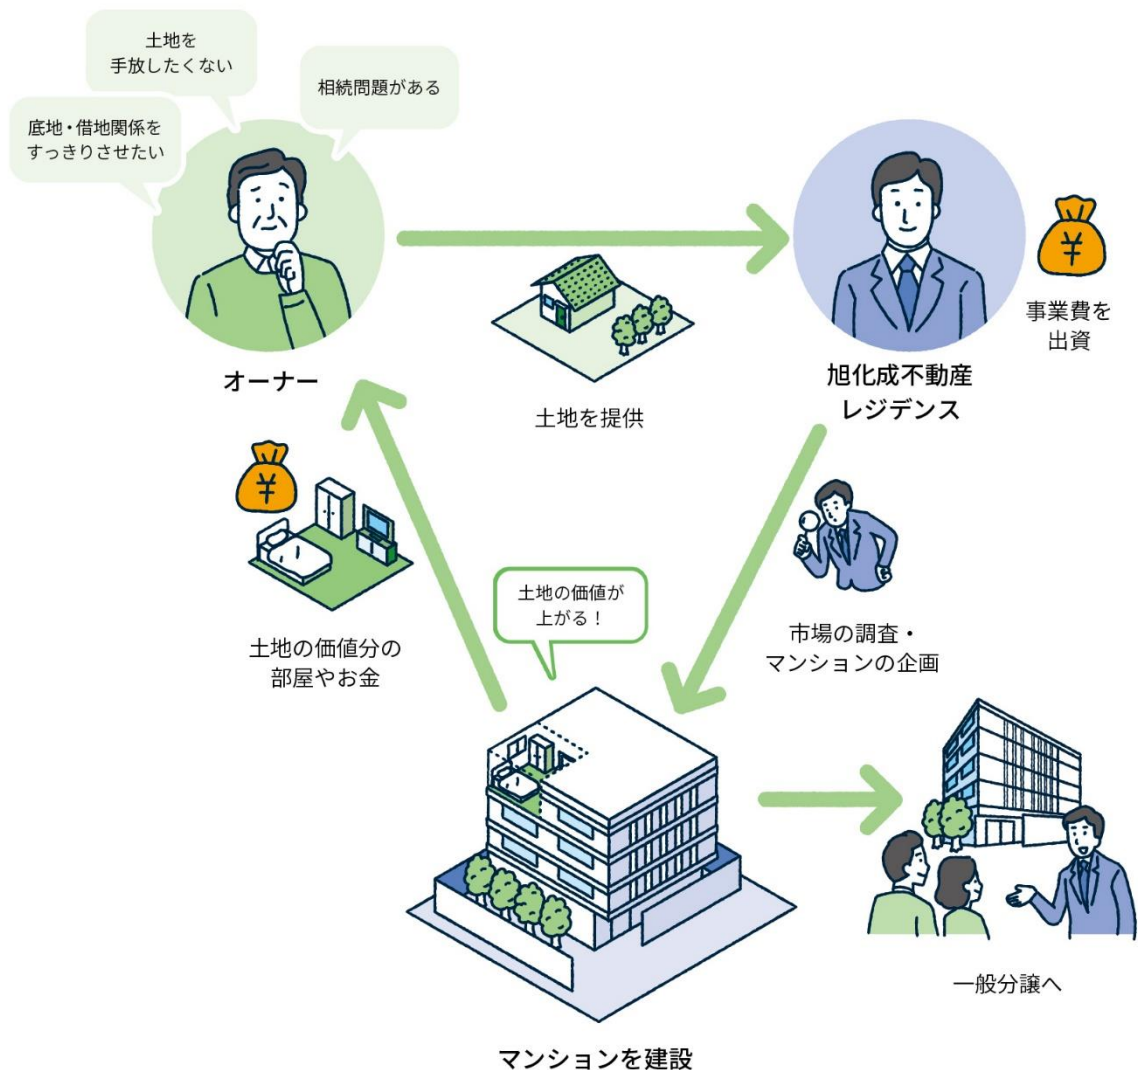 土地を
手放したくない
相続問題がある
底地・借地関係を
すっきりさせたい
オーナー
土地を提供
旭化成不動産
レジデンス
¥
事業費を
出資
¥
土地の価値分の
部屋やお金
土地の価値が
上がる！
市場の調査・
マンションの企画
マンションを建設
一般分譲へ